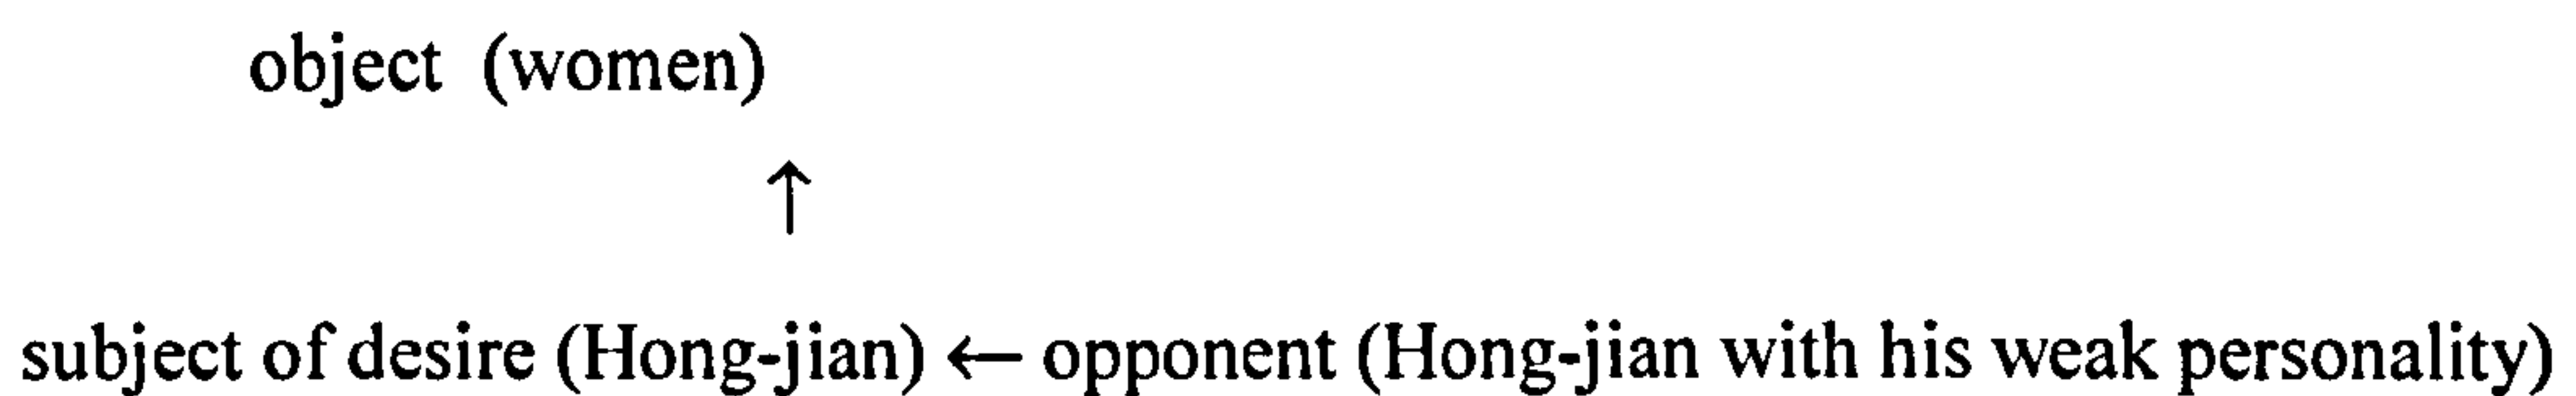 object (women)
↑
subject of desire (Hong-jian) ← opponent (Hong-jian with his weak personality)